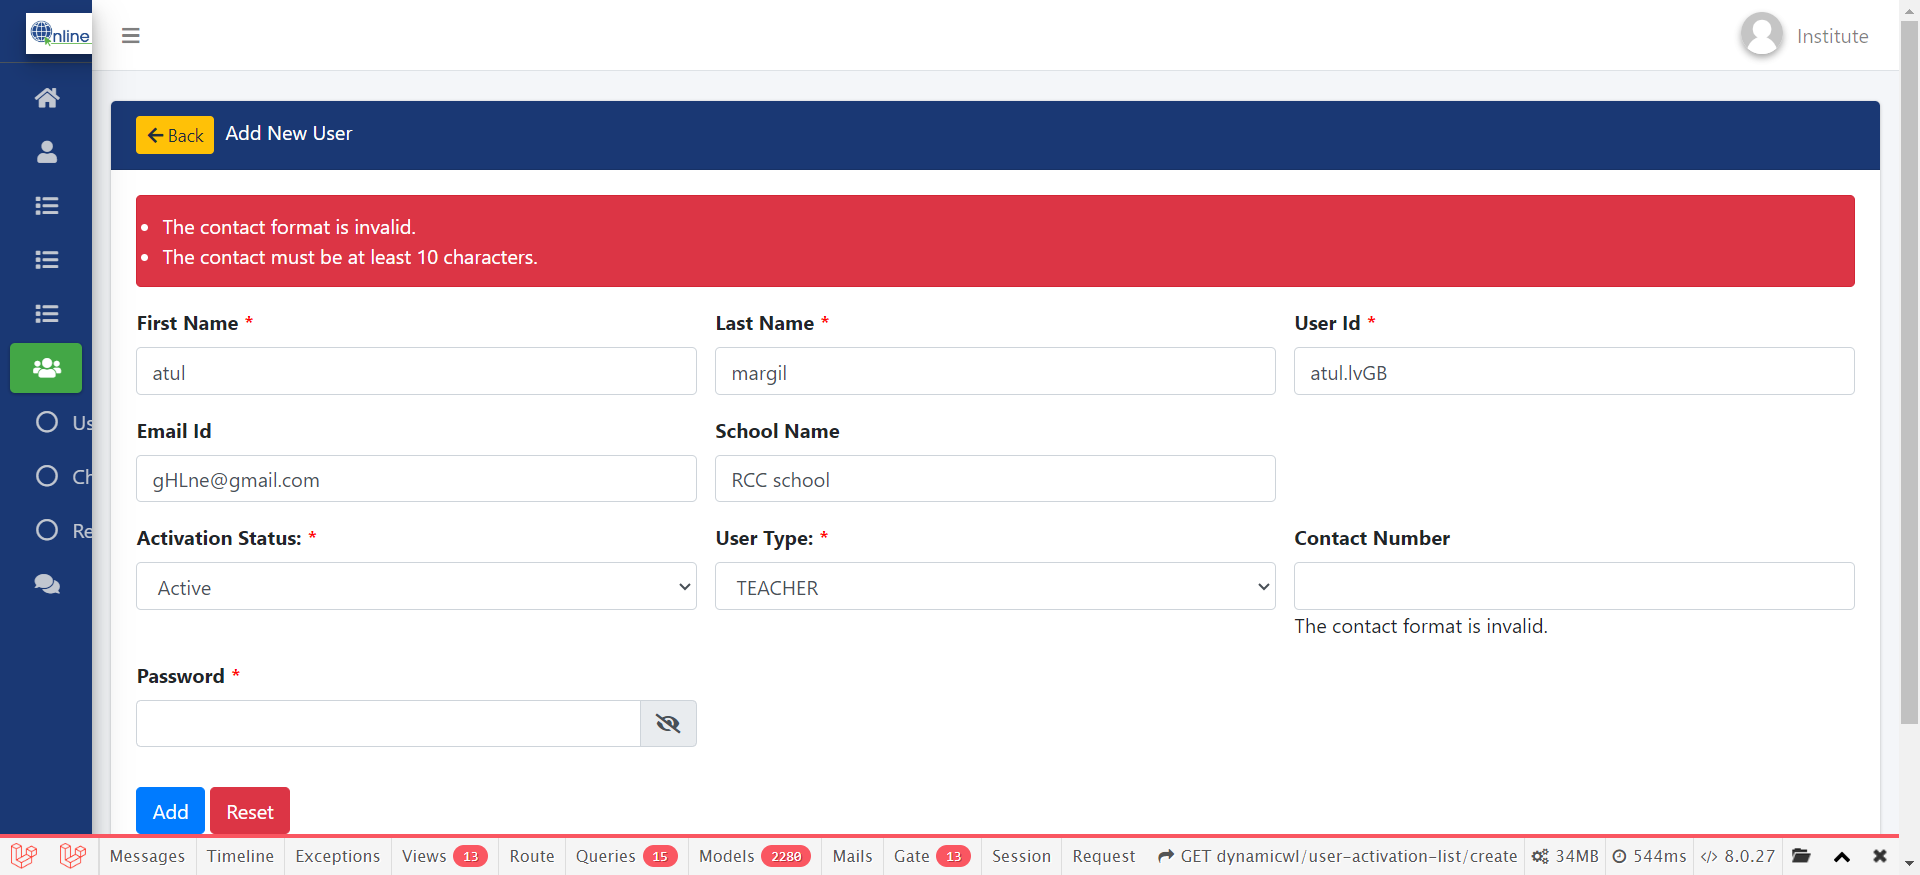 nline
Institute
Back
Add New User
The contact format is invalid.
The contact must be at least 10 characters.
First Name *
Last Name *
User Id *
atul
margil
atul.lvGB
Email Id
School Name
gHLne@gmail.com
RCC school
Us
Ch
Re
Activation Status: *
User Type: *
Contact Number
Active
TEACHER
The contact format is invalid.
Password *
Add
Reset
Messages
Timeline
Exceptions
Views 13
Route
Queries 15
Models 2280
Mails
Gate 13
Session
Request
GET dynamicwl/user-activation-list/create
34MB
544ms
</> 8.0.27